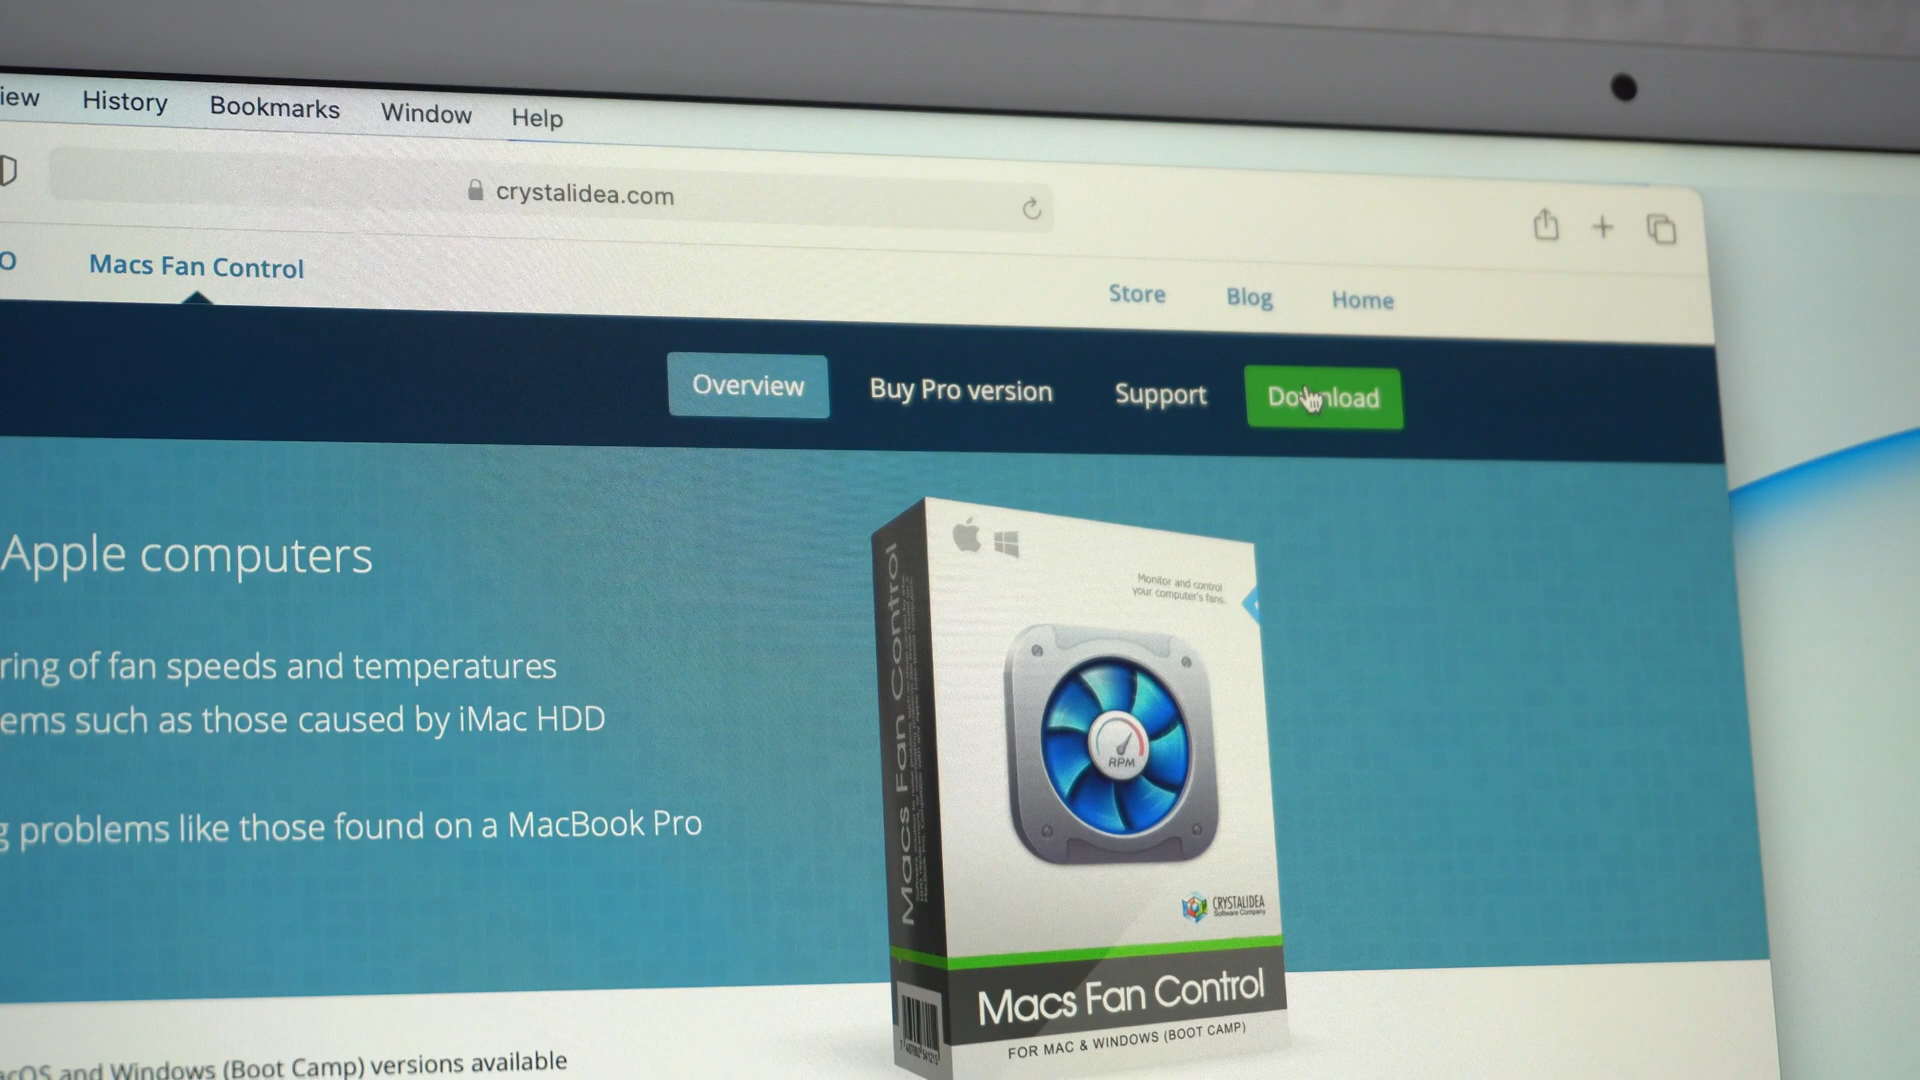 iew History Bookmarks Window Help
crystalidea.com
O Macs Fan Control Store Blog Home
Overview Buy Pro version Support Download
Apple computers
ring of fan speeds and temperatures
ems such as those caused by iMac HDD
g problems like those found on a MacBook Pro
acOS and Windows (Boot Camp) versions available
Macs Fan Control
Monitor and control
your computer's fans.
RPM
CRYSTALIDEA
Software Company
Macs Fan Control
FOR MAC & WINDOWS (BOOT CAMP)